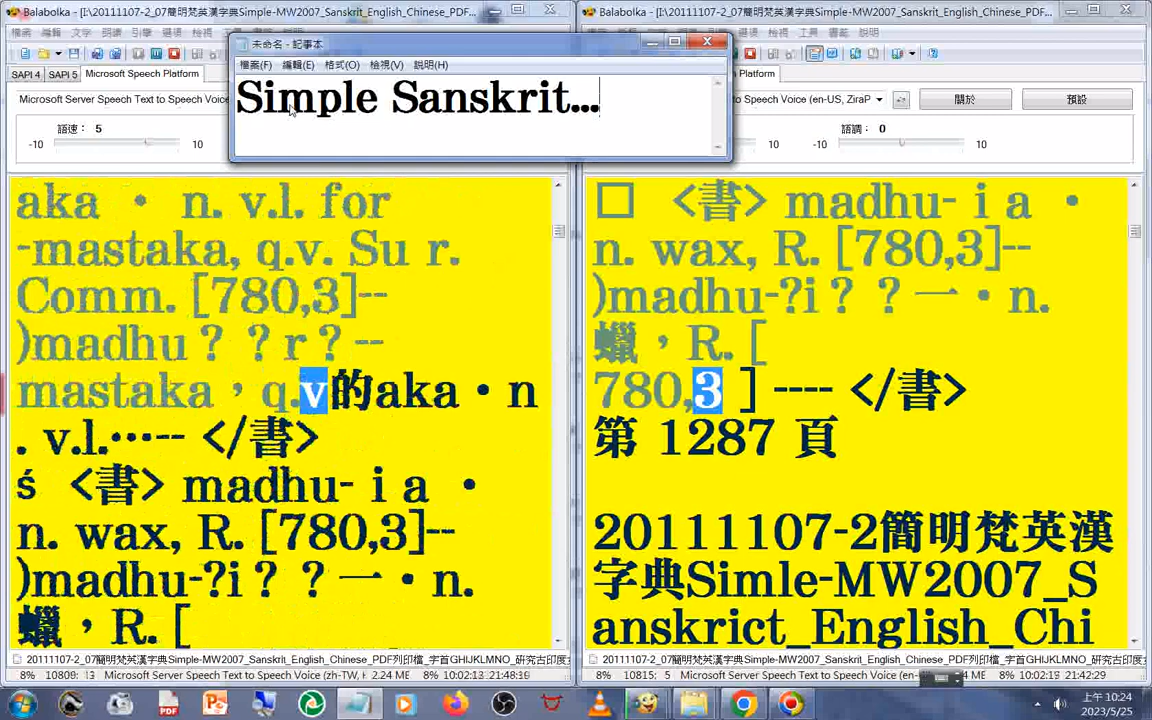 Balabolka - [I:\20111107-2_07簡明梵英漢字典Simple-MW2007_Sanskrit_English_Chinese_PDF...
Balabolka - [I:\20111107-2_07簡明梵英漢字典Simple-MW2007_Sanskrit_English_Chinese_PDF...
未命名 - 記事本
檔案(F) 編輯(E) 格式(O) 檢視(V) 說明(H)
Simple Sanskrit...
SAPI 4 SAPI 5 Microsoft Speech Platform
Platform
Microsoft Server Speech Text to Speech Voice
to Speech Voice (en-US, ZiraP
關於
預設
語速: 5
語調: 0
-10 10
10 -10 10
aka • n. v.l. for
-mastaka, q.v. Su r.
Comm. [780,3]--
)madhu？？r？--
mastaka，q.v的aka•n
. v.l.…-- </書>
ś <書> madhu- i a •
n. wax, R. [780,3]--
)madhu-?i？？一•n.
蠟，R. [
□ <書> madhu- i a •
n. wax, R. [780,3]--
)madhu-?i？？一•n.
蠟，R. [
780,3 ] ---- </書>
第 1287 頁
20111107-2簡明梵英漢
字典Simle-MW2007_S
anskrict_English_Chi
20111107-2_07簡明梵英漢字典Simple-MW2007_Sanskrit_English_Chinese_PDF列印檔_字首GHIJKLMNO_研究古印度
20111107-2_07簡明梵英漢字典Simple-MW2007_Sanskrit_English_Chinese_PDF列印檔_字首GHIJKLMNO_研究古印度
8% 10809: 13 Microsoft Server Speech Text to Speech Voice (zh-TW, H 2.24 MB 8% 10:02:13 21:48:19
8% 10815: 5 Microsoft Server Speech Text to Speech Voice 8% 10:02:19 21:42:29
上午 10:24
2023/5/25